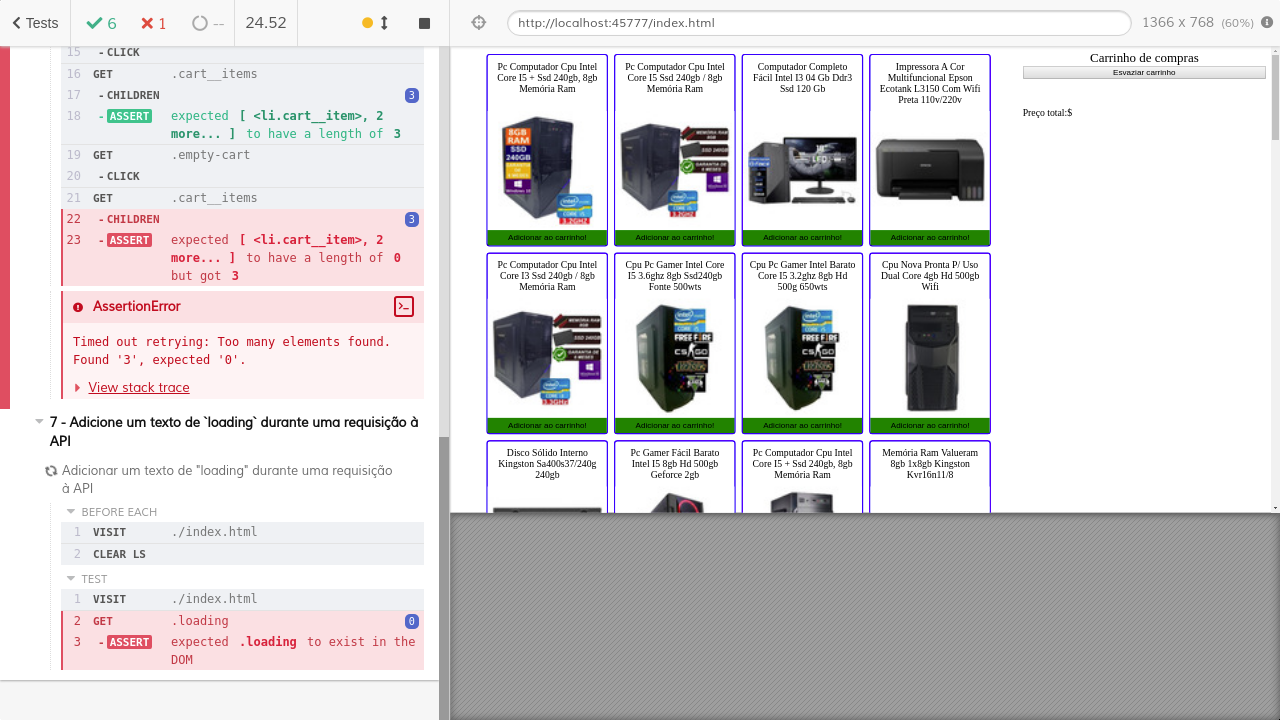 Tests
6
1
--
24.52
http://localhost:45777/index.html
1366 x 768 (60%)
15 -CLICK
16 GET .cart__items
17 -CHILDREN 3
18 -ASSERT expected [ <li.cart__item>, 2
more... ] to have a length of 3
19 GET .empty-cart
20 -CLICK
21 GET .cart__items
22 -CHILDREN 3
23 -ASSERT expected [ <li.cart__item>, 2
more... ] to have a length of 0
but got 3
AssertionError
Timed out retrying: Too many elements found.
Found '3', expected '0'.
View stack trace
7 - Adicione um texto de `loading` durante uma requisição à
API
Adicionar um texto de "loading" durante uma requisição
à API
BEFORE EACH
1 VISIT ./index.html
2 CLEAR LS
TEST
1 VISIT ./index.html
2 GET .loading 0
3 -ASSERT expected .loading to exist in the
DOM
Pc Computador Cpu Intel
Core I5 + Ssd 240gb, 8gb
Memória Ram
8GB
RAM
SSD
240GB
Adicionar ao carrinho!
Pc Computador Cpu Intel
Core I5 Ssd 240gb / 8gb
Memória Ram
Adicionar ao carrinho!
Computador Completo
Fácil Intel I3 04 Gb Ddr3
Ssd 120 Gb
Adicionar ao carrinho!
Impressora A Cor
Multifuncional Epson
Ecotank L3150 Com Wifi
Preta 110v/220v
Adicionar ao carrinho!
Pc Computador Cpu Intel
Core I3 Ssd 240gb / 8gb
Memória Ram
Adicionar ao carrinho!
Cpu Pc Gamer Intel Core
I5 3.6ghz 8gb Ssd240gb
Fonte 500wts
Adicionar ao carrinho!
Cpu Pc Gamer Intel Barato
Core I5 3.2ghz 8gb Hd
500g 650wts
Adicionar ao carrinho!
Cpu Nova Pronta P/ Uso
Dual Core 4gb Hd 500gb
Wifi
Adicionar ao carrinho!
Disco Sólido Interno
Kingston Sa400s37/240g
240gb
Pc Gamer Fácil Barato
Intel I5 8gb Hd 500gb
Geforce 2gb
Pc Computador Cpu Intel
Core I5 + Ssd 240gb, 8gb
Memória Ram
Memória Ram Valueram
8gb 1x8gb Kingston
Kvr16n11/8
Carrinho de compras
Esvaziar carrinho
Preço total:$